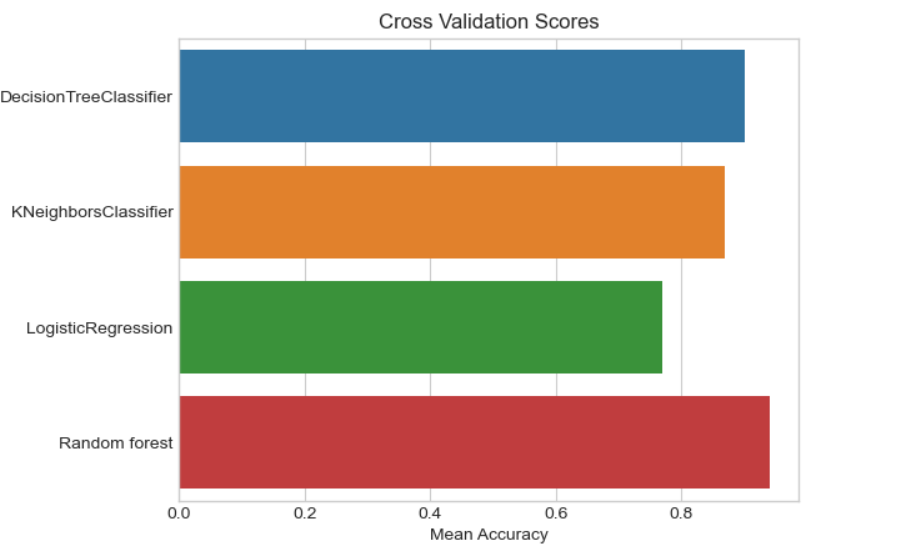 Cross Validation Scores
DecisionTreeClassifier
KNeighborsClassifier
LogisticRegression
Random forest
0.0 0.2 0.4 0.6 0.8
Mean Accuracy